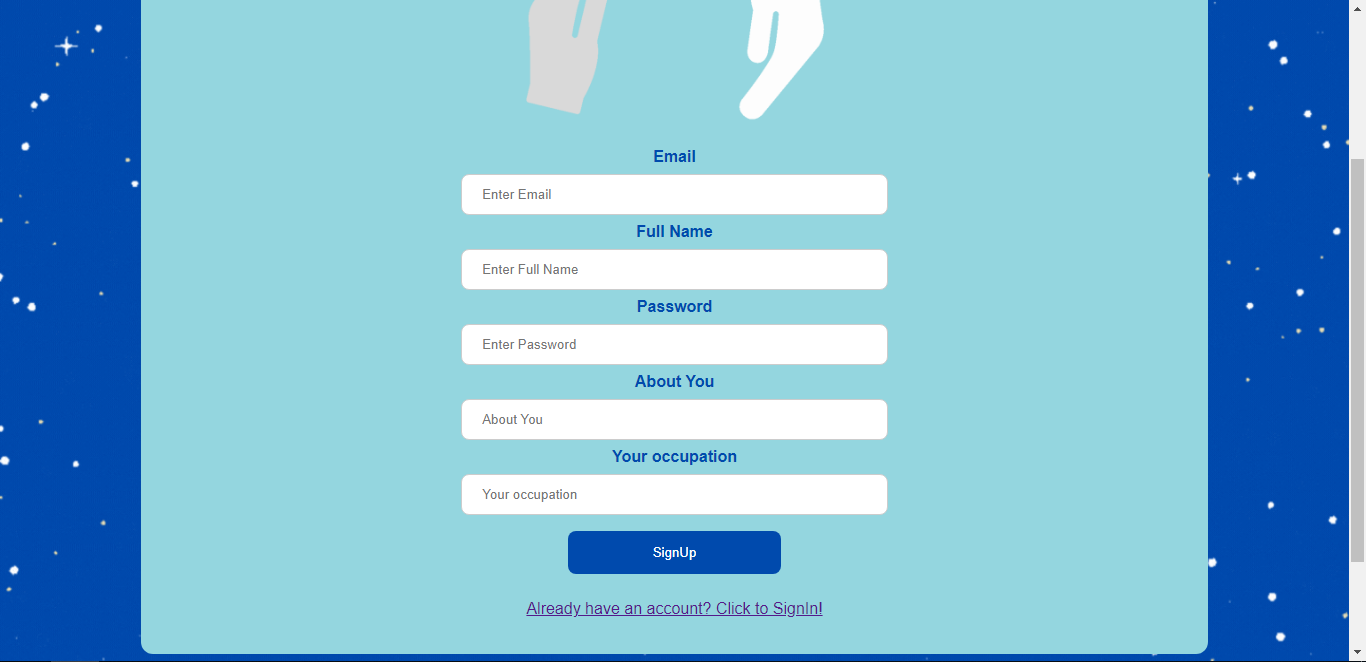 Email
Enter Email
Full Name
Enter Full Name
Password
Enter Password
About You
About You
Your occupation
Your occupation
SignUp
Already have an account? Click to SignIn!